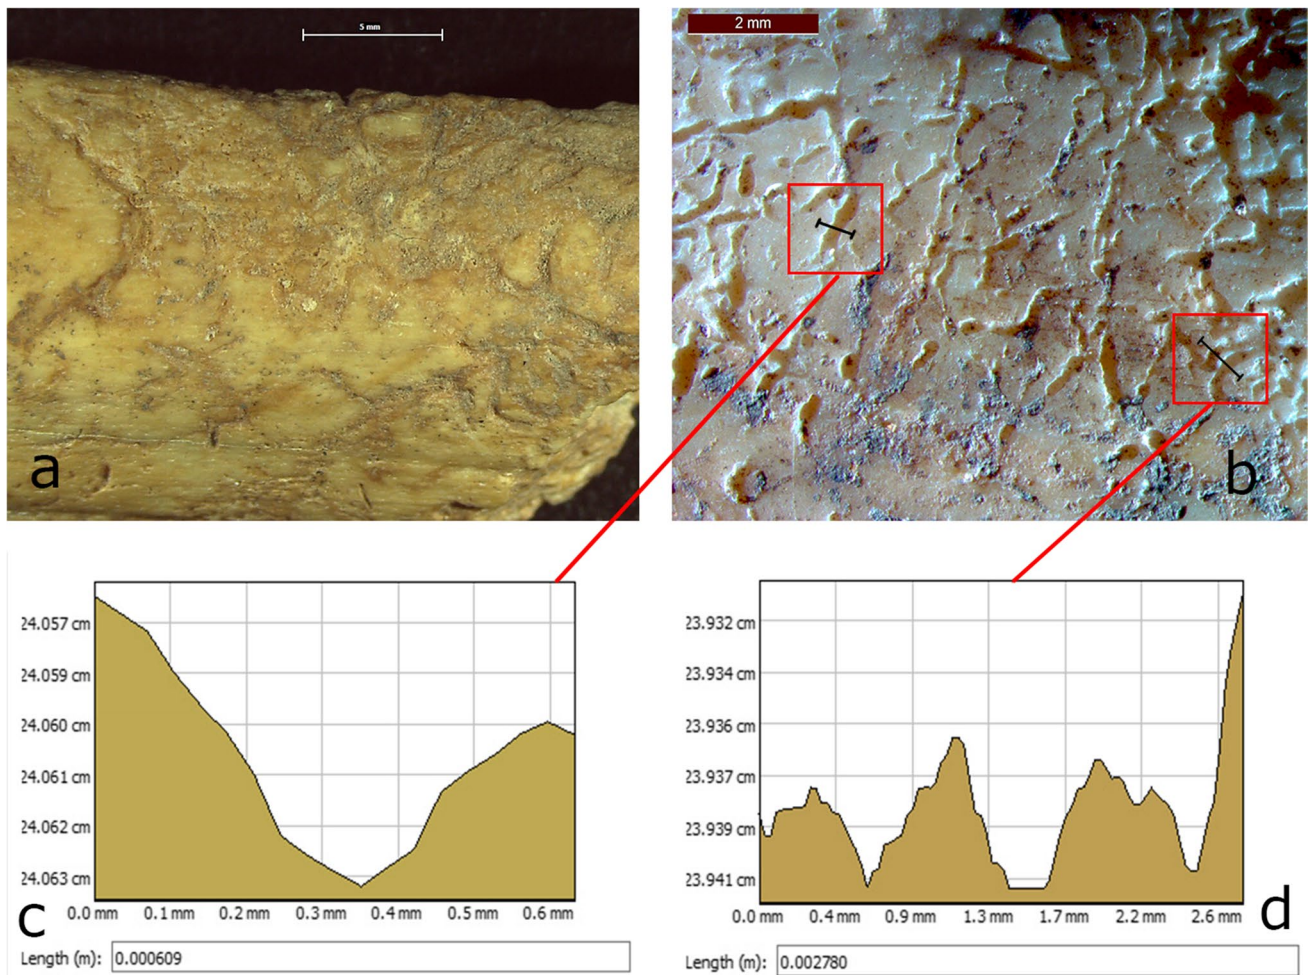 5 mm
2 mm
a
b
24.057 cm
24.059 cm
24.060 cm
24.061 cm
24.062 cm
24.063 cm
0.0 mm 0.1 mm 0.2 mm 0.3 mm 0.4 mm 0.5 mm 0.6 mm
c
Length (m): 0.000609
23.932 cm
23.934 cm
23.936 cm
23.937 cm
23.939 cm
23.941 cm
0.0 mm 0.4 mm 0.9 mm 1.3 mm 1.7 mm 2.2 mm 2.6 mm
d
Length (m): 0.002780